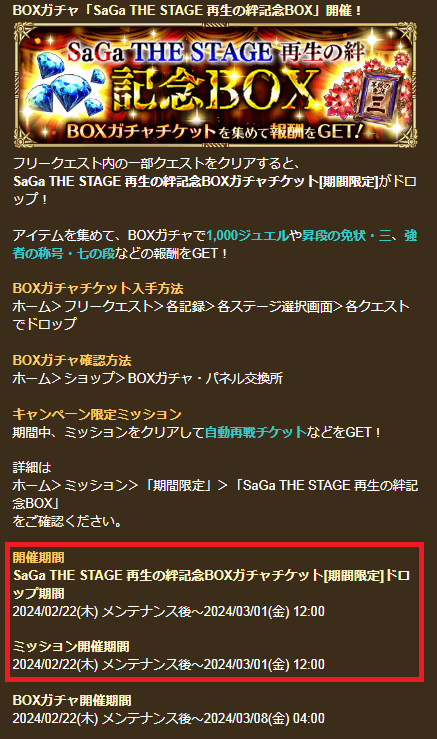 BOXガチャ「SaGa THE STAGE 再生の絆記念BOX」開催！
SaGa THE STAGE 再生の絆
記念BOX
BOXガチャチケットを集めて報酬をGET!
フリークエスト内の一部クエストをクリアすると、
SaGa THE STAGE 再生の絆記念BOXガチャチケット[期間限定]がドロ
ップ！
アイテムを集めて、BOXガチャで1,000ジュエルや昇段の免状・三、強
者の称号・七の段などの報酬をGET！
BOXガチャチケット入手方法
ホーム＞フリークエスト＞各記録＞各ステージ選択画面＞各クエスト
でドロップ
BOXガチャ確認方法
ホーム＞ショップ＞BOXガチャ・パネル交換所
キャンペーン限定ミッション
期間中、ミッションをクリアして自動再戦チケットなどをGET！
詳細は
ホーム＞ミッション＞「期間限定」＞「SaGa THE STAGE 再生の絆記
念BOX」
をご確認ください。
開催期間
SaGa THE STAGE 再生の絆記念BOXガチャチケット[期間限定]ドロ
ップ期間
2024/02/22(木) メンテナンス後～2024/03/01(金) 12:00
ミッション開催期間
2024/02/22(木) メンテナンス後～2024/03/01(金) 12:00
BOXガチャ開催期間
2024/02/22(木) メンテナンス後～2024/03/08(金) 04:00